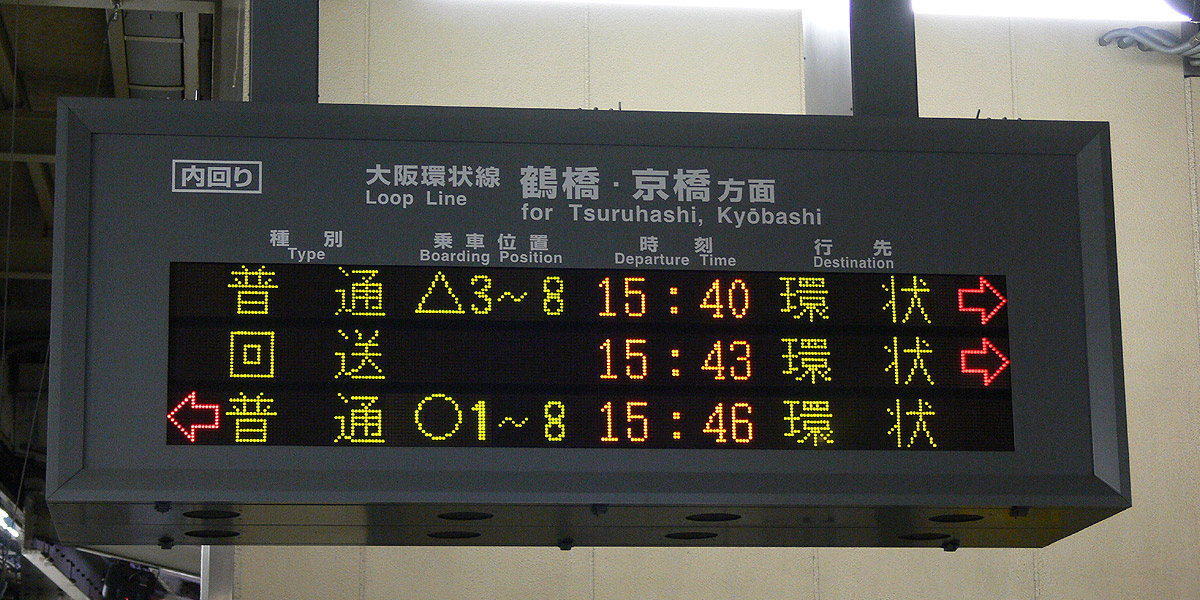 内回り 大阪環状線 鶴橋・京橋方面
Loop Line for Tsuruhashi, Kyōbashi
種別 乗車位置 時刻 行先
Type Boarding Position Departure Time Destination
普通 △3~8 15:40 環状 ⇨
回送 15:43 環状 ⇨
⇦ 普通 ○1~8 15:46 環状